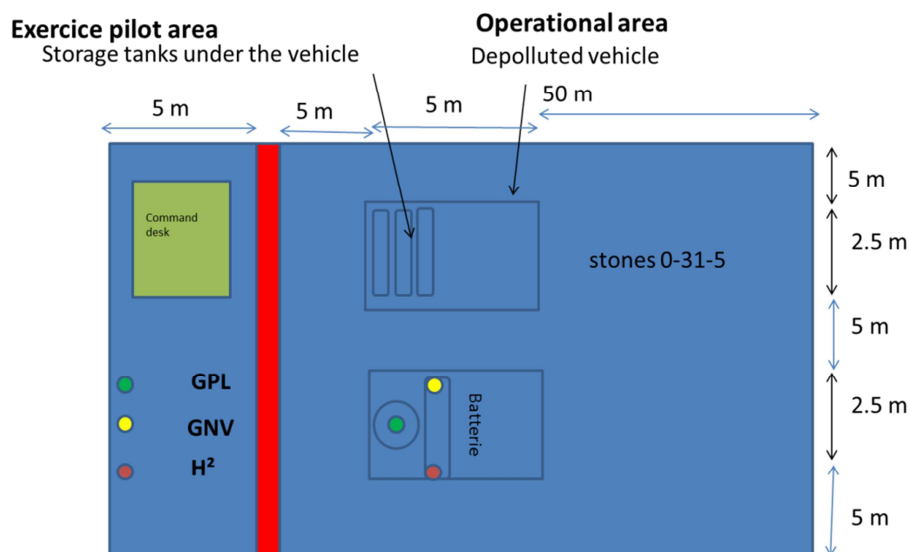 Exercice pilot area
Storage tanks under the vehicle
Operational area
Depolluted vehicle
5 m
5 m
5 m
50 m
Command
desk
5 m
2.5 m
stones 0-31-5
5 m
GPL
GNV
H²
Batterie
2.5 m
5 m